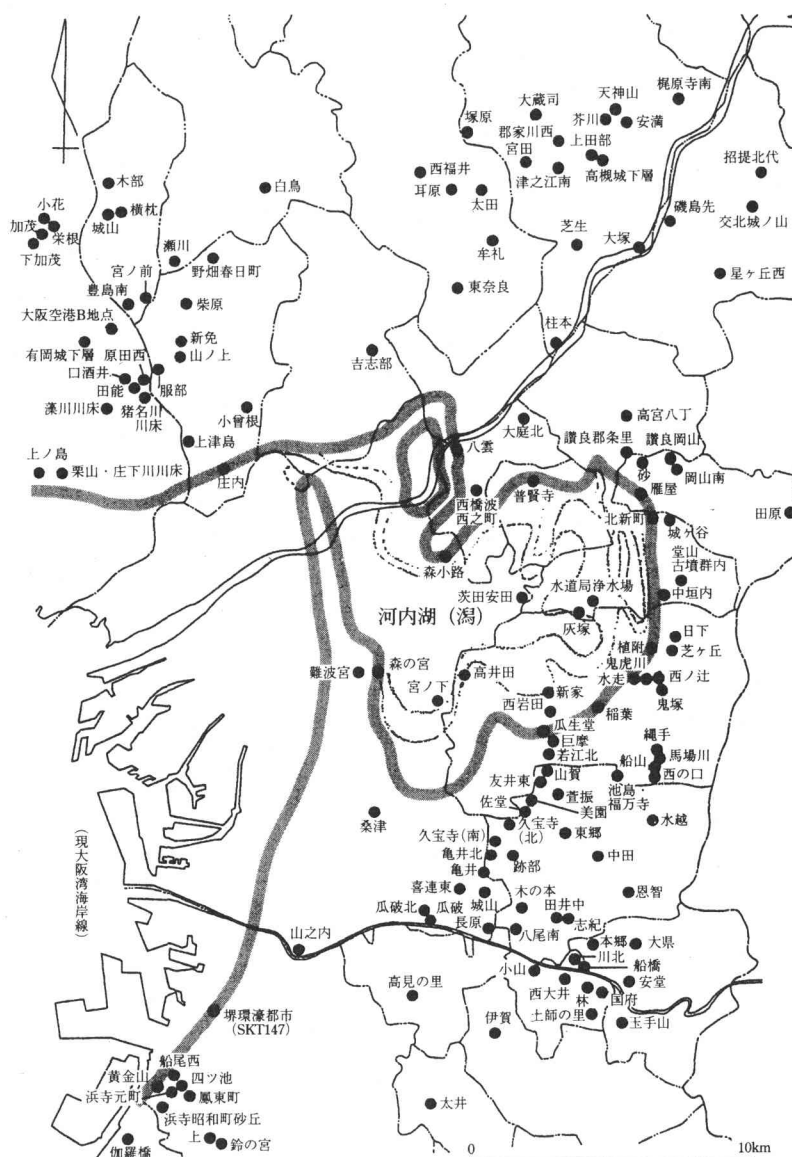 梶原寺南
天神山
大蔵司
芥川
安満
塚原
郡家川西
上田部
宮田
招提北代
西福井
津之江南
高槻城下層
木部
白鳥
耳原
太田
小花
横枕
磯島先
交北城ノ山
加茂
栄根
城山
芝生
大塚
下加茂
瀬川
牟礼
宮ノ前
野畑春日町
星ヶ丘西
豊島南
柴原
東奈良
大阪空港B地点
新免
柱本
有岡城下層
原田西
山ノ上
吉志部
口酒井
田能
服部
藻川川床
猪名川
川床
小曾根
大庭北
高宮八丁
上津島
八雲
讃良郡条里
讃良岡山
上ノ島
栗山・庄下川川床
庄内
砂
岡山南
西橋波
西之町
普賢寺
雁屋
北新町
城ヶ谷
田原
森小路
堂山
古墳群内
茨田安田
水道局浄水場
中垣内
河内湖(潟)
灰塚
日下
植附
芝ヶ丘
難波宮
森の宮
高井田
鬼虎川
水走
西ノ辻
宮ノ下
新家
鬼塚
西岩田
稲葉
瓜生堂
巨摩
縄手
若江北
船山
馬場川
友井東
山賀
西の口
池島
福万寺
萱振
佐堂
美園
桑津
久宝寺
(北)
水越
久宝寺(南)
東郷
亀井北
跡部
中田
亀井
喜連東
城山
木の本
田井中
恩智
瓜破北
瓜破
長原
八尾南
志紀
(現大阪湾海岸線)
山之内
本郷
大県
川北
小山
船橋
高見の里
西大井
安堂
林
国府
堺環濠都市
(SKT147)
伊賀
土師の里
玉手山
船尾西
黄金山
四ツ池
浜寺元町
鳳東町
太井
浜寺昭和町砂丘
伽羅橋
上
鈴の宮
0
10km